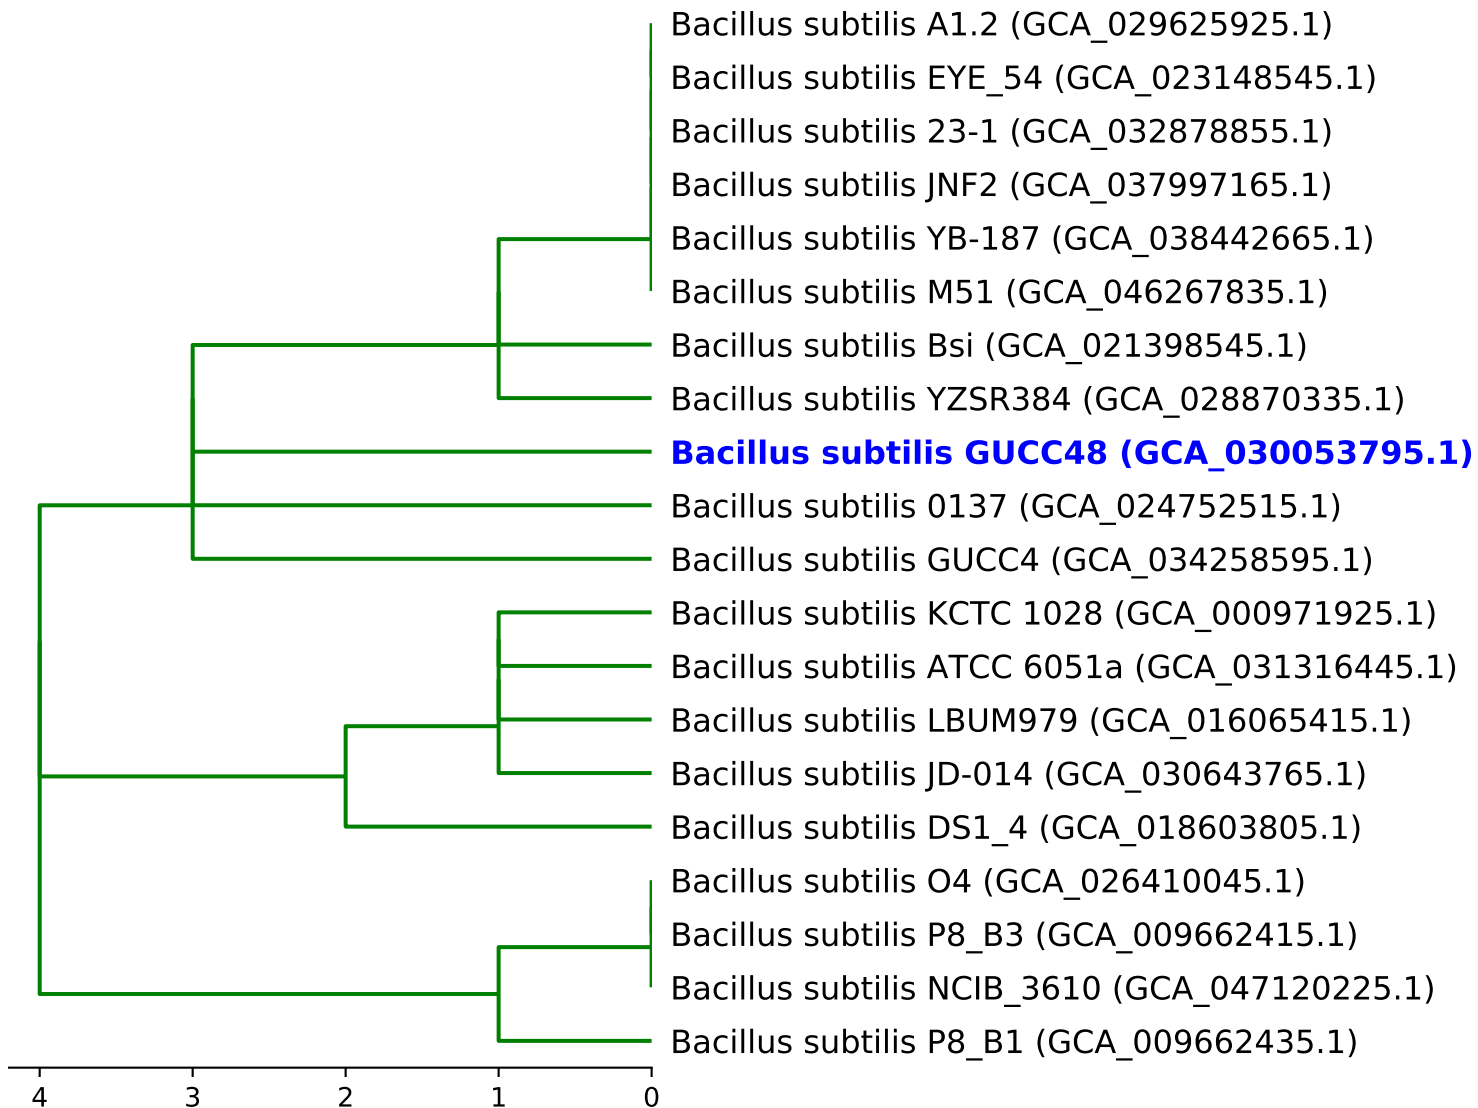 Bacillus subtilis A1.2 (GCA_029625925.1)
Bacillus subtilis EYE_54 (GCA_023148545.1)
Bacillus subtilis 23-1 (GCA_032878855.1)
Bacillus subtilis JNF2 (GCA_037997165.1)
Bacillus subtilis YB-187 (GCA_038442665.1)
Bacillus subtilis M51 (GCA_046267835.1)
Bacillus subtilis Bsi (GCA_021398545.1)
Bacillus subtilis YZSR384 (GCA_028870335.1)
Bacillus subtilis GUCC48 (GCA_030053795.1)
Bacillus subtilis 0137 (GCA_024752515.1)
Bacillus subtilis GUCC4 (GCA_034258595.1)
Bacillus subtilis KCTC 1028 (GCA_000971925.1)
Bacillus subtilis ATCC 6051a (GCA_031316445.1)
Bacillus subtilis LBUM979 (GCA_016065415.1)
Bacillus subtilis JD-014 (GCA_030643765.1)
Bacillus subtilis DS1_4 (GCA_018603805.1)
Bacillus subtilis O4 (GCA_026410045.1)
Bacillus subtilis P8_B3 (GCA_009662415.1)
Bacillus subtilis NCIB_3610 (GCA_047120225.1)
Bacillus subtilis P8_B1 (GCA_009662435.1)
4 3 2 1 0